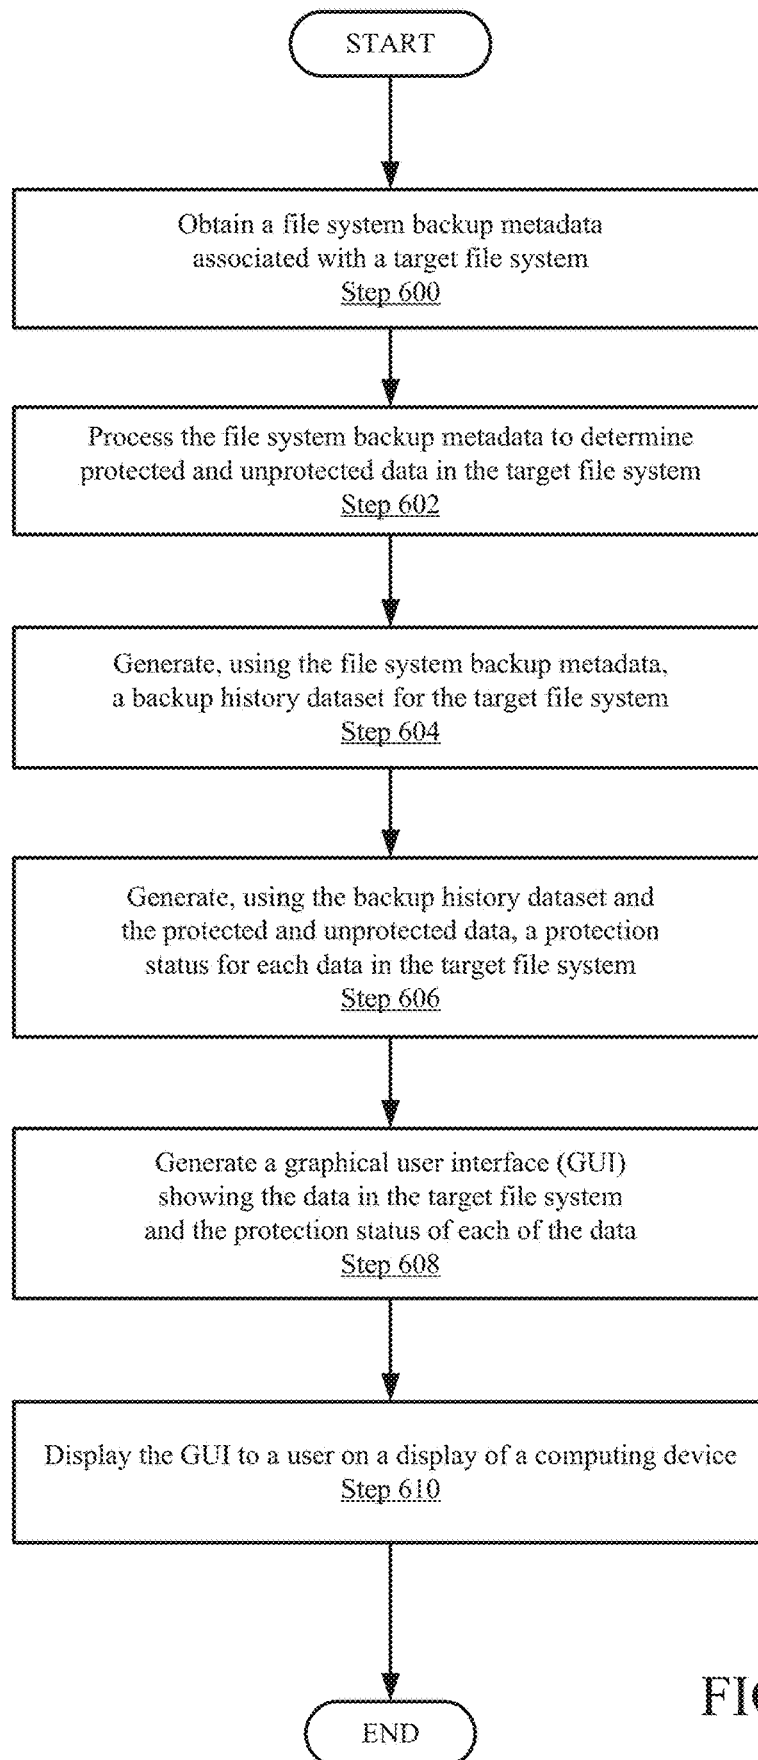 START
Obtain a file system backup metadata
associated with a target file system
Step 600
Process the file system backup metadata to determine
protected and unprotected data in the target file system
Step 602
Generate, using the file system backup metadata,
a backup history dataset for the target file system
Step 604
Generate, using the backup history dataset and
the protected and unprotected data, a protection
status for each data in the target file system
Step 606
Generate a graphical user interface (GUI)
showing the data in the target file system
and the protection status of each of the data
Step 608
Display the GUI to a user on a display of a computing device
Step 610
END